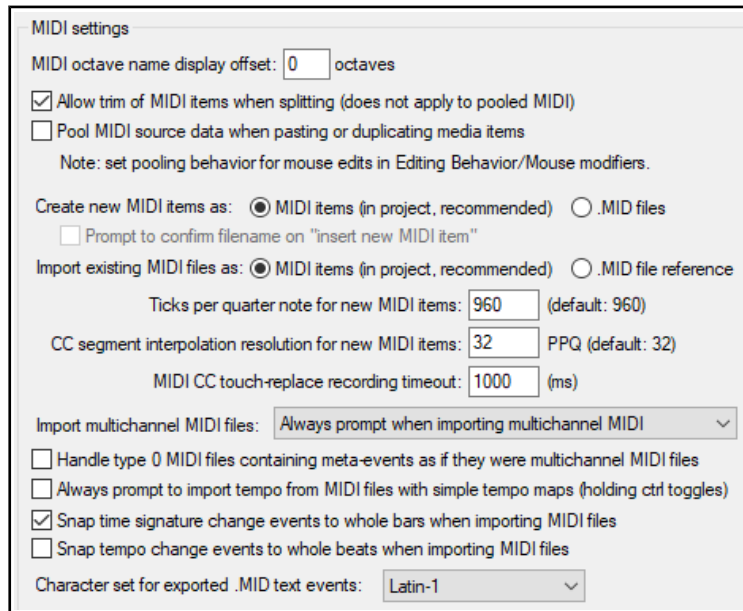 MIDI settings
MIDI octave name display offset: 0 octaves
Allow trim of MIDI items when splitting (does not apply to pooled MIDI)
Pool MIDI source data when pasting or duplicating media items
Note: set pooling behavior for mouse edits in Editing Behavior/Mouse modifiers.
Create new MIDI items as: MIDI items (in project, recommended) .MID files
Prompt to confirm filename on "insert new MIDI item"
Import existing MIDI files as: MIDI items (in project, recommended) .MID file reference
Ticks per quarter note for new MIDI items: 960 (default: 960)
CC segment interpolation resolution for new MIDI items: 32 PPQ (default: 32)
MIDI CC touch-replace recording timeout: 1000 (ms)
Import multichannel MIDI files: Always prompt when importing multichannel MIDI
Handle type 0 MIDI files containing meta-events as if they were multichannel MIDI files
Always prompt to import tempo from MIDI files with simple tempo maps (holding ctrl toggles)
Snap time signature change events to whole bars when importing MIDI files
Snap tempo change events to whole beats when importing MIDI files
Character set for exported .MID text events: Latin-1